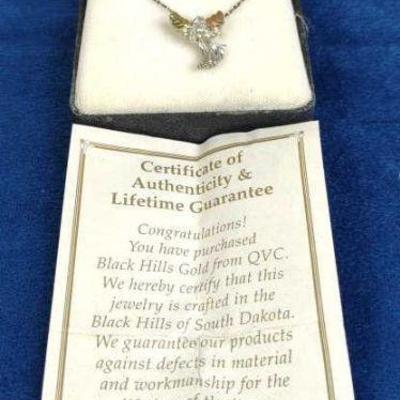 Certificate of
Authenticity &
Lifetime Guarantee
Congratulations!
You have purchased
Black Hills Gold from QVC.
We hereby certify that this
jewelry is crafted in the
Black Hills of South Dakota.
We guarantee our products
against defects in material
and workmanship for the